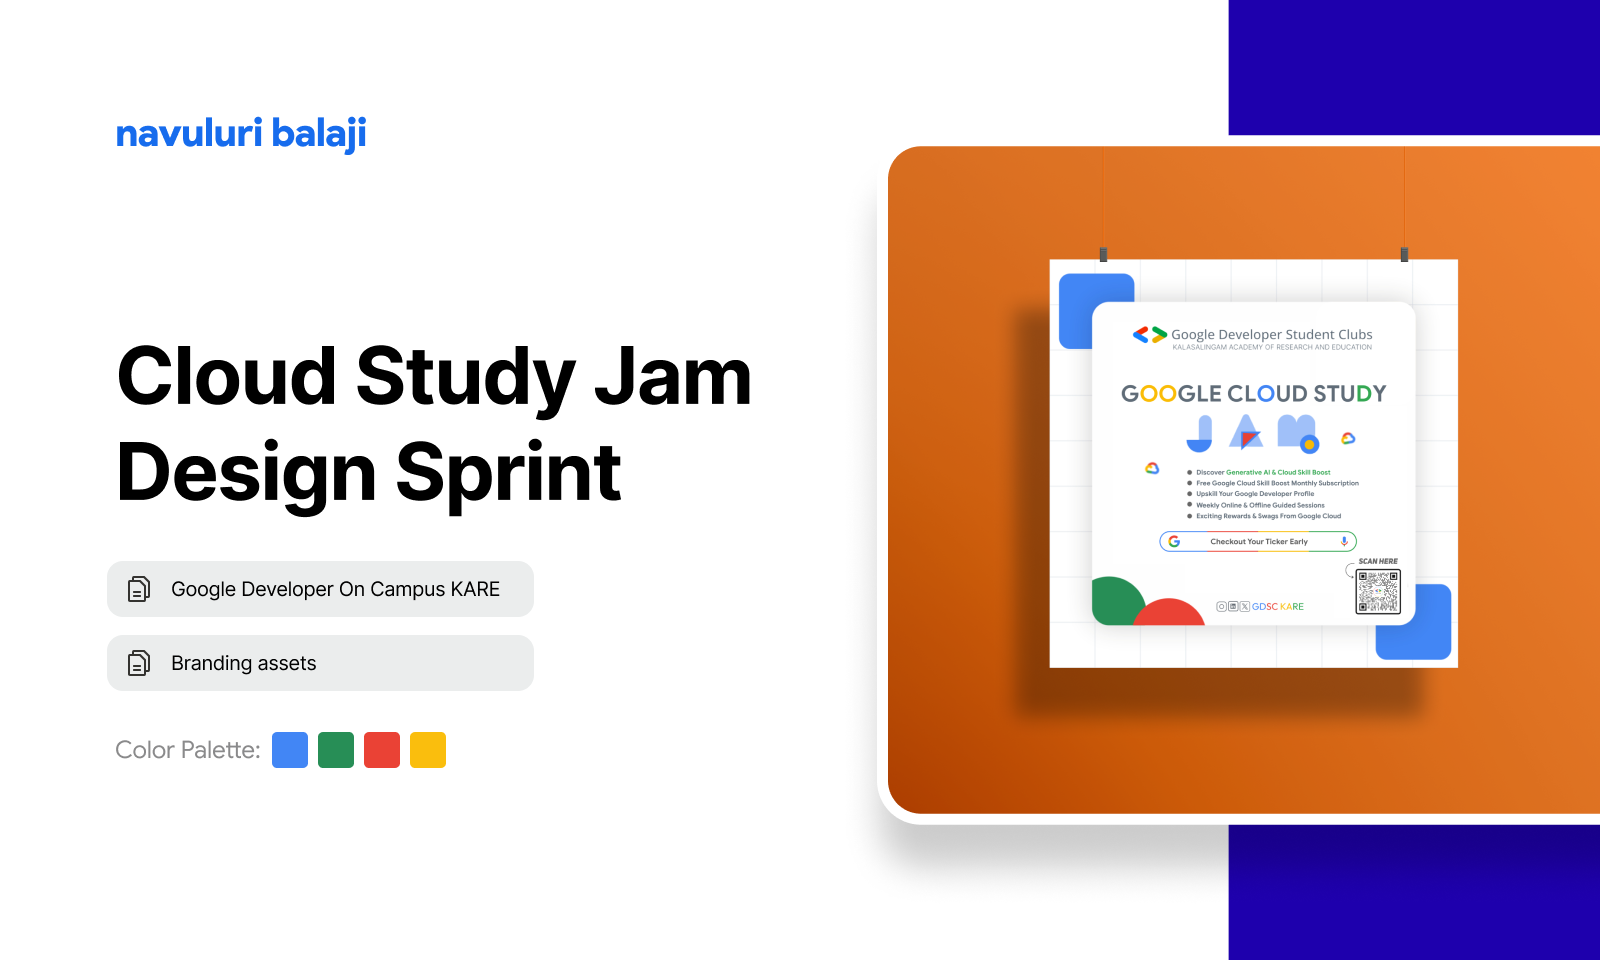 navuluri balaji
Cloud Study Jam
Design Sprint
Google Developer On Campus KARE
Branding assets
Color Palette:
Google Developer Student Clubs
KALASALINGAM ACADEMY OF RESEARCH AND EDUCATION
GOOGLE CLOUD STUDY
JAM
Discover Generative AI & Cloud Skill Boost
Free Google Cloud Skill Boost Monthly Subscription
Upskill Your Google Developer Profile
Weekly Online & Offline Guided Sessions
Exciting Rewards & Swags From Google Cloud
Checkout Your Ticker Early
SCAN HERE
GDSC KARE